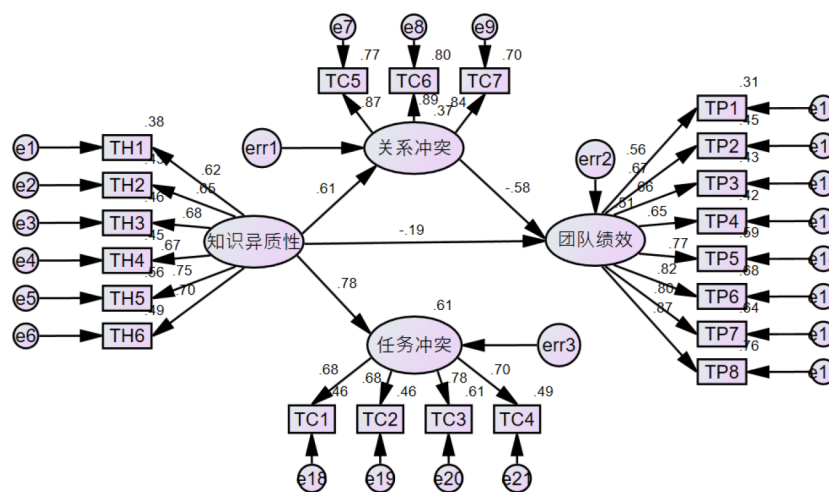 e7 e8 e9
.77 .80 .70
TC5 TC6 TC7
.87 .89 .84
.37
err1 关系冲突
.38
e1 TH1
.62
.43
e2 TH2
.65
.46
e3 TH3
.68
.45
e4 TH4
.67
.56
e5 TH5
.75
.49
e6 TH6
.70
知识异质性
.61
-.58
-.19
.78
err2
.51
团队绩效
.31
TP1
.56
.45
TP2
.67
.43
TP3
.66
.42
TP4
.65
.59
TP5
.77
.68
TP6
.82
.64
TP7
.80
.76
TP8
.87
.61
任务冲突 err3
.68 .68 .78 .70
.46 .46 .61 .49
TC1 TC2 TC3 TC4
e18 e19 e20 e21